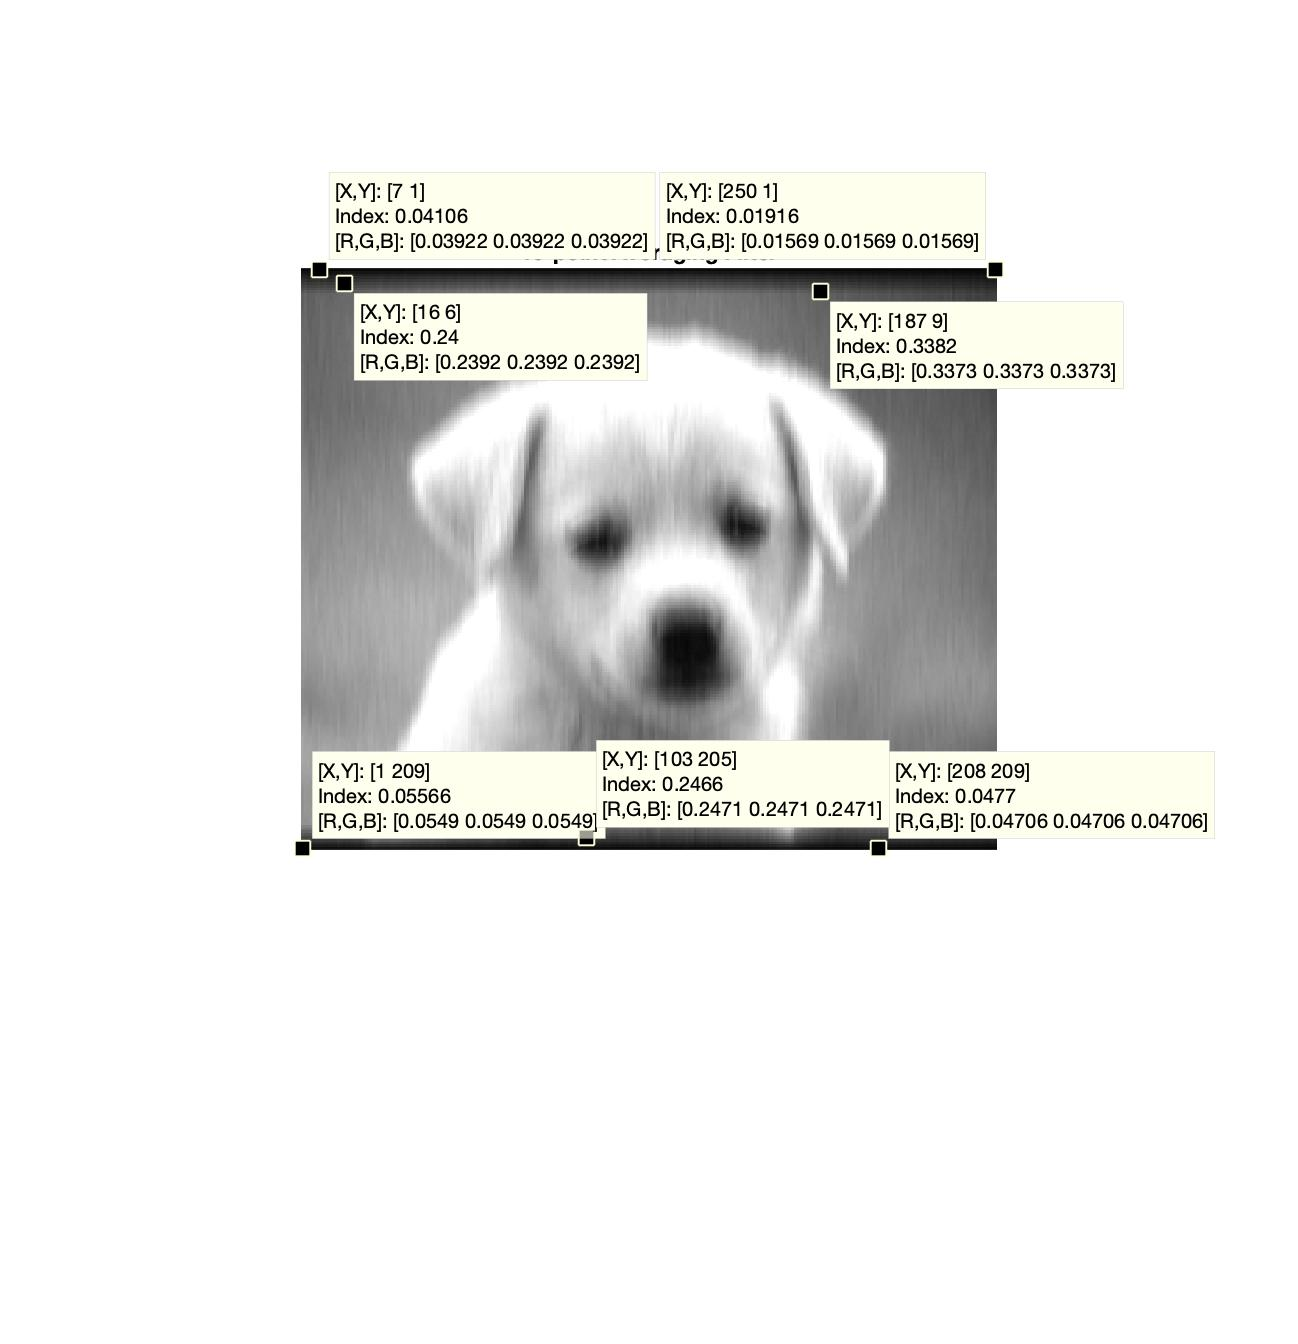 [X,Y]: [7 1]
Index: 0.04106
[R,G,B]: [0.03922 0.03922 0.03922]
[X,Y]: [250 1]
Index: 0.01916
[R,G,B]: [0.01569 0.01569 0.01569]
[X,Y]: [16 6]
Index: 0.24
[R,G,B]: [0.2392 0.2392 0.2392]
[X,Y]: [187 9]
Index: 0.3382
[R,G,B]: [0.3373 0.3373 0.3373]
[X,Y]: [1 209]
Index: 0.05566
[R,G,B]: [0.0549 0.0549 0.0549]
[X,Y]: [103 205]
Index: 0.2466
[R,G,B]: [0.2471 0.2471 0.2471]
[X,Y]: [208 209]
Index: 0.0477
[R,G,B]: [0.04706 0.04706 0.04706]